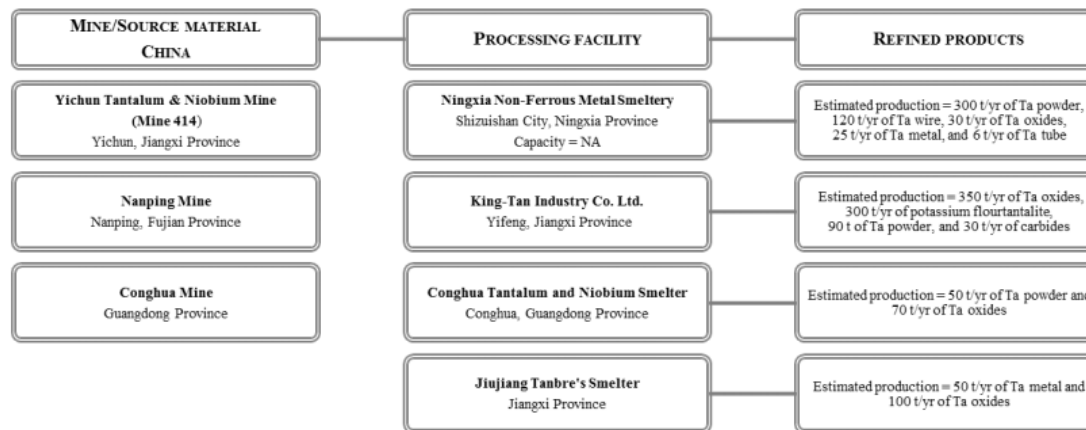 MINE/SOURCE MATERIAL
CHINA
PROCESSING FACILITY
REFINED PRODUCTS
Yichun Tantalum & Niobium Mine
(Mine 414)
Yichun, Jiangxi Province
Ningxia Non-Ferrous Metal Smeltery
Shizuishan City, Ningxia Province
Capacity = NA
Estimated production = 300 t/yr of Ta powder,
120 t/yr of Ta wire, 30 t/yr of Ta oxides,
25 t/yr of Ta metal, and 6 t/yr of Ta tube
Nanping Mine
Nanping, Fujian Province
King-Tan Industry Co. Ltd.
Yifeng, Jiangxi Province
Estimated production = 350 t/yr of Ta oxides,
300 t/yr of potassium flourtantalite,
90 t of Ta powder, and 30 t/yr of carbides
Conghua Mine
Guangdong Province
Conghua Tantalum and Niobium Smelter
Conghua, Guangdong Province
Estimated production = 50 t/yr of Ta powder and
70 t/yr of Ta oxides
Jiujiang Tanbre's Smelter
Jiangxi Province
Estimated production = 50 t/yr of Ta metal and
100 t/yr of Ta oxides